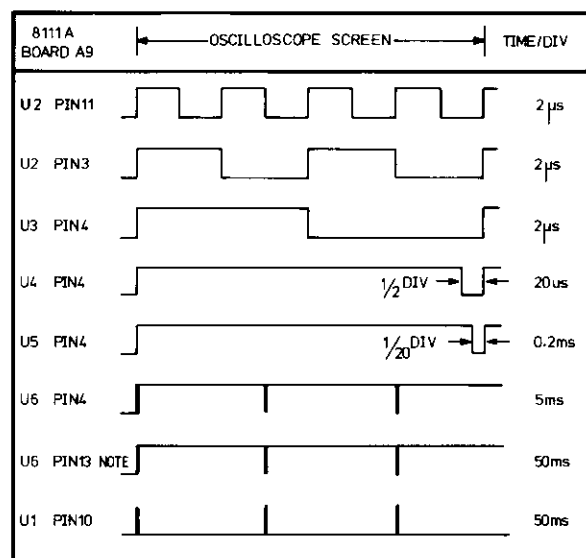 8111A
BOARD A9
OSCILLOSCOPE SCREEN
TIME/DIV
U2 PIN11
2µs
U2 PIN3
2µs
U3 PIN4
2µs
U4 PIN4
1/2 DIV
20us
U5 PIN4
1/20 DIV
0.2ms
U6 PIN4
5ms
U6 PIN13 NOTE
50ms
U1 PIN10
50ms